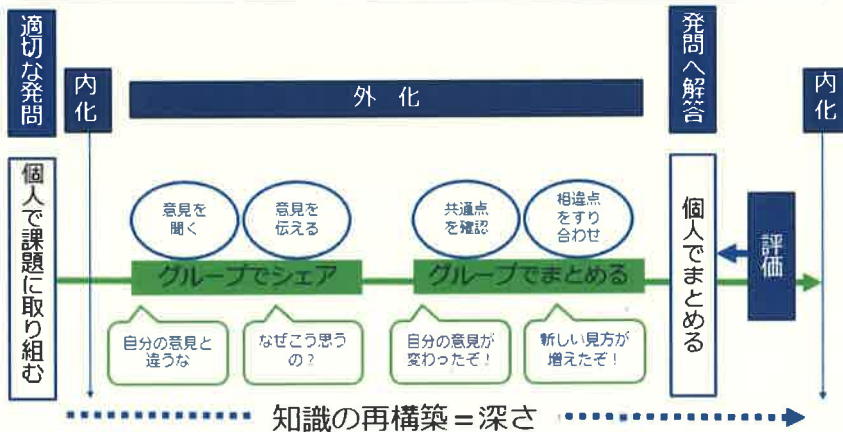 適切な発問
内化
外化
発問へ解答
内化
個人で課題に取り組む
意見を
聞く
意見を
伝える
グループでシェア
自分の意見と
違うな
なぜこう思う
の？
共通点
を確認
相違点
をすり
合わせ
グループでまとめる
自分の意見が
変わったぞ！
新しい見方が
増えたぞ！
個人でまとめる
評価
知識の再構築＝深さ